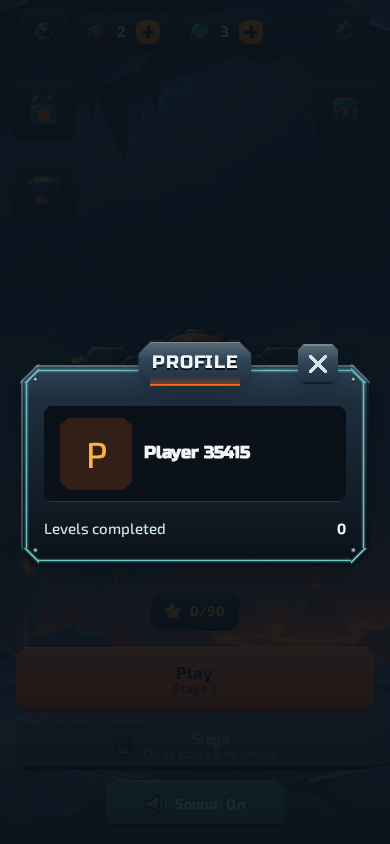 2
3
PROFILE
P
Player 35415
Levels completed 0
0/90
Play
Stage 1
Siege
Clear stage 5 to unlock
Sound: On